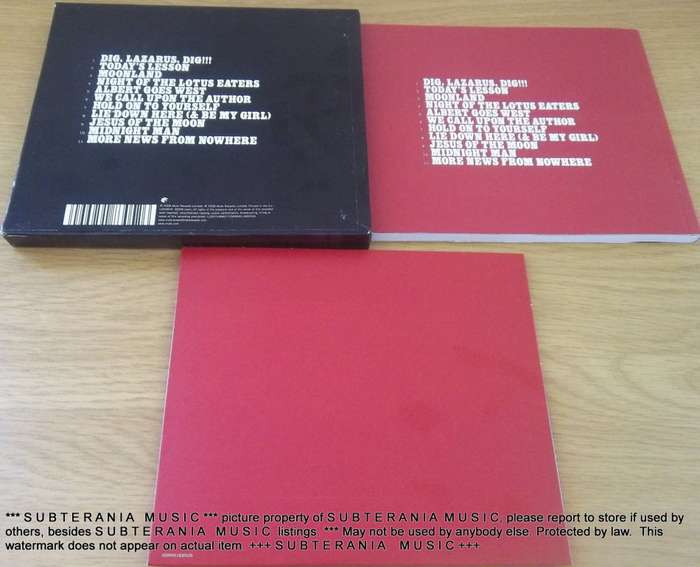 DIG, LAZARUS, DIG!!!
TODAY'S LESSON
MOONLAND
NIGHT OF THE LOTUS EATERS
ALBERT GOES WEST
WE CALL UPON THE AUTHOR
HOLD ON TO YOURSELF
LIE DOWN HERE (& BE MY GIRL)
JESUS OF THE MOON
MIDNIGHT MAN
MORE NEWS FROM NOWHERE
DIG, LAZARUS, DIG!!!
TODAY'S LESSON
MOONLAND
NIGHT OF THE LOTUS EATERS
ALBERT GOES WEST
WE CALL UPON THE AUTHOR
HOLD ON TO YOURSELF
LIE DOWN HERE (& BE MY GIRL)
JESUS OF THE MOON
MIDNIGHT MAN
MORE NEWS FROM NOWHERE
*** S U B T E R A N I A   M U S I C *** picture property of S U B T E R A N I A M U S I C, please report to store if used by
others, besides S U B T E R A N I A   M U S I C  listings  *** May not be used by anybody else. Protected by law.  This
watermark does not appear on actual item  +++ S U B T E R A N I A   M U S I C +++